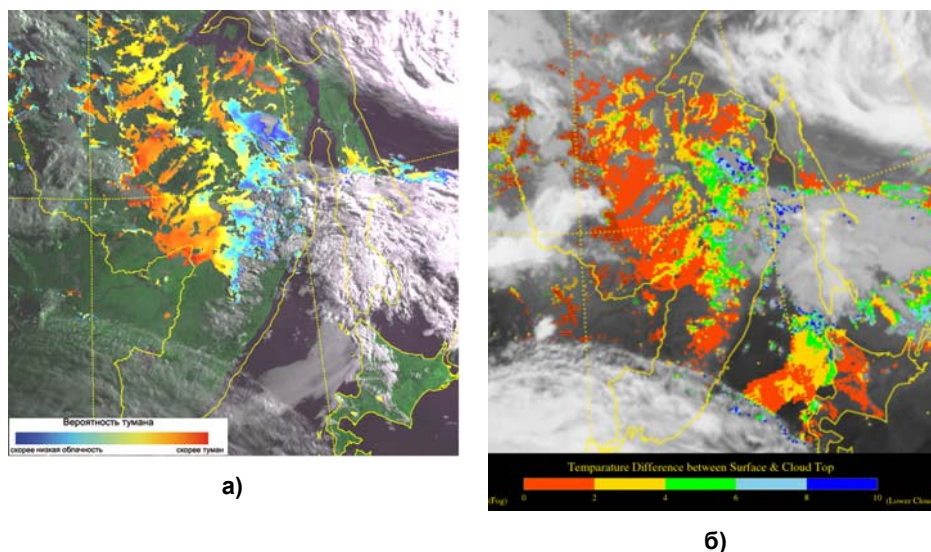 Вероятность тумана
скорее низкая облачность скорее туман
а)
Temparature Difference between Surface & Cloud Top
(Fog) 0 2 4 6 8 10 (Lower Cloud
б)